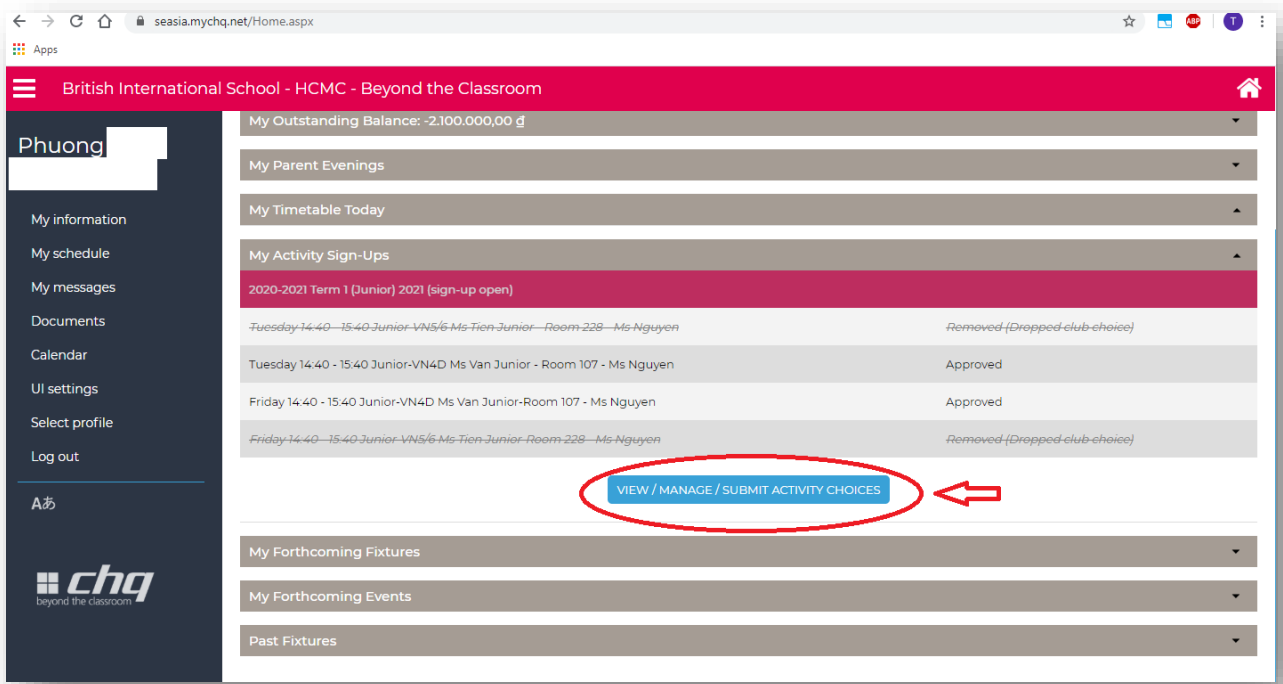 seasia.mychq.net/Home.aspx
ABP
T
Apps
British International School - HCMC - Beyond the Classroom
Phuong
My information
My schedule
My messages
Documents
Calendar
UI settings
Select profile
Log out
Aあ
chq
beyond the classroom
My Outstanding Balance: -2.100.000,00 ₫
My Parent Evenings
My Timetable Today
My Activity Sign-Ups
2020-2021 Term 1 (Junior) 2021 (sign-up open)
Tuesday 14:40 - 15:40 Junior-VN5/6 Ms Tien Junior - Room 228 - Ms Nguyen Removed (Dropped club choice)
Tuesday 14:40 - 15:40 Junior-VN4D Ms Van Junior - Room 107 - Ms Nguyen Approved
Friday 14:40 - 15:40 Junior-VN4D Ms Van Junior-Room 107 - Ms Nguyen Approved
Friday 14:40 - 15:40 Junior-VN5/6 Ms Tien Junior-Room 228 - Ms Nguyen Removed (Dropped club choice)
VIEW / MANAGE / SUBMIT ACTIVITY CHOICES
My Forthcoming Fixtures
My Forthcoming Events
Past Fixtures